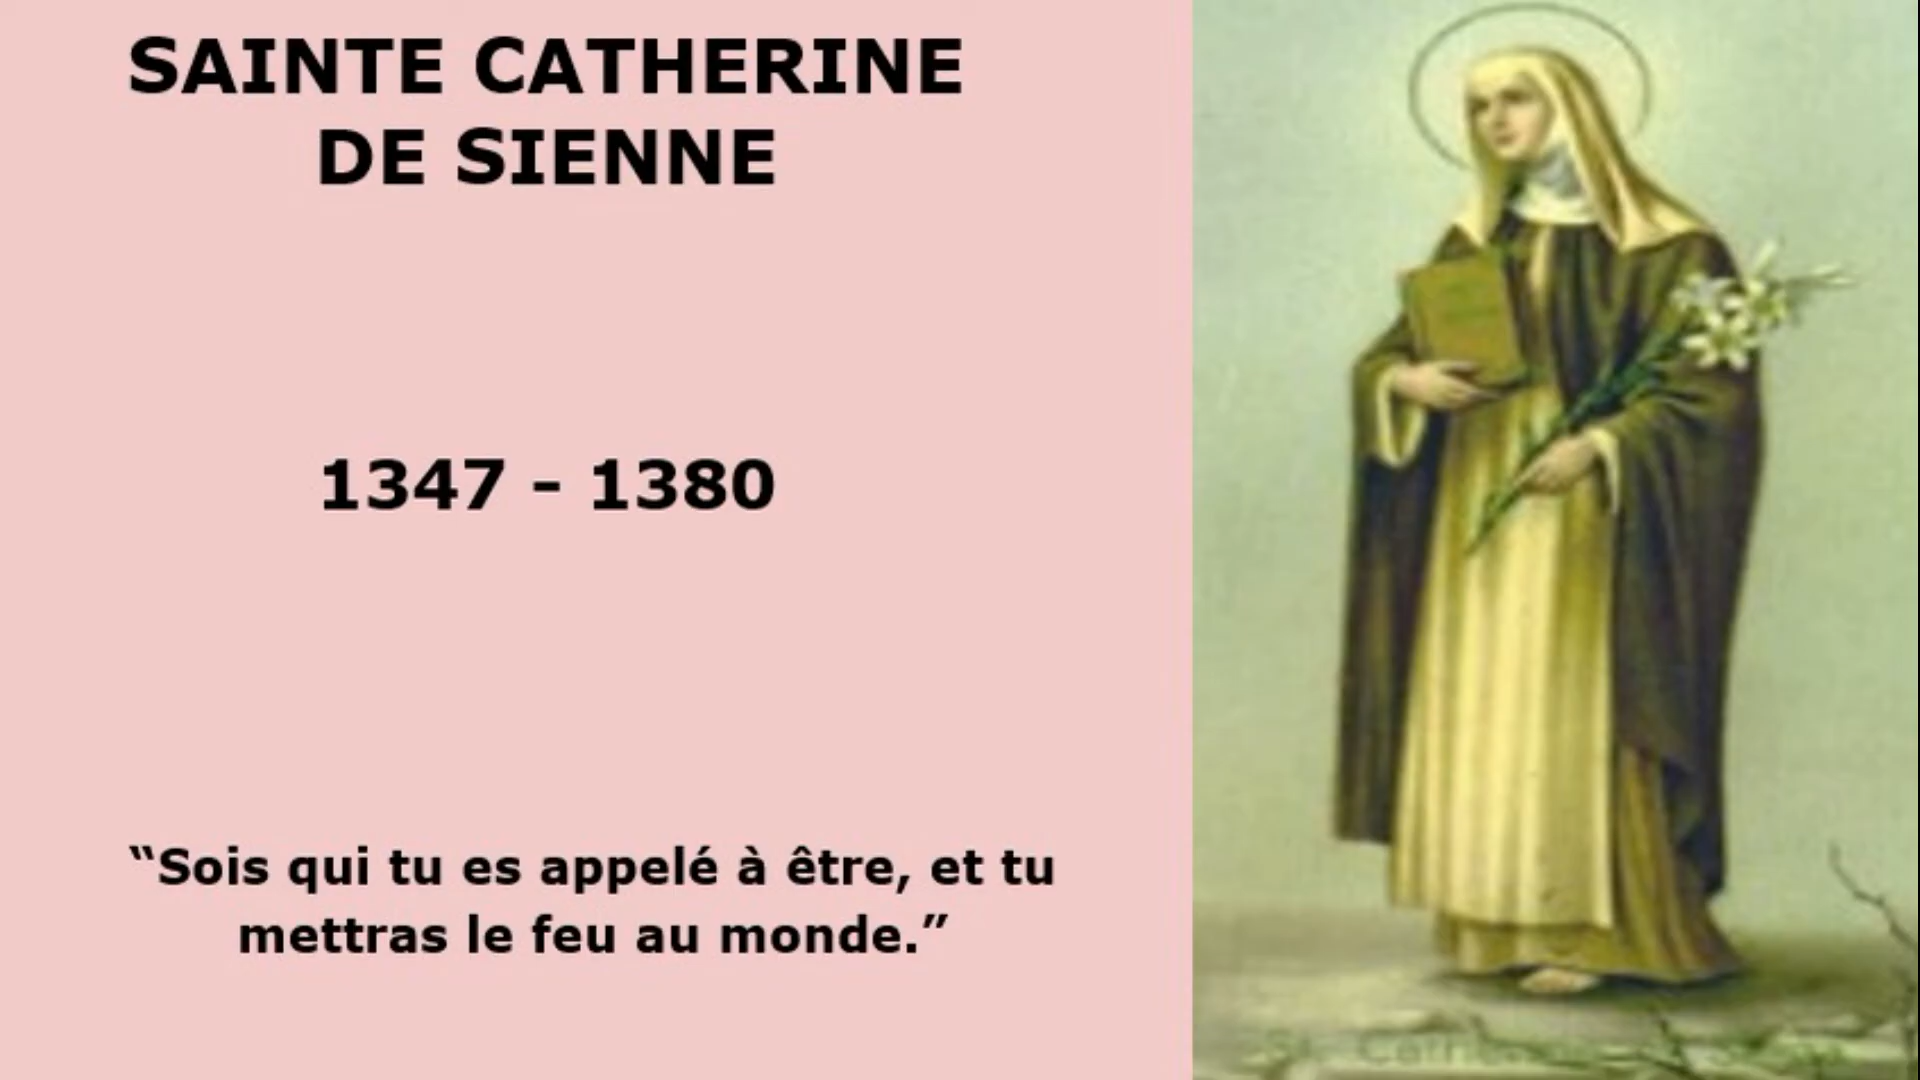 SAINTE CATHERINE
DE SIENNE
1347 - 1380
“Sois qui tu es appelé à être, et tu
mettras le feu au monde.”